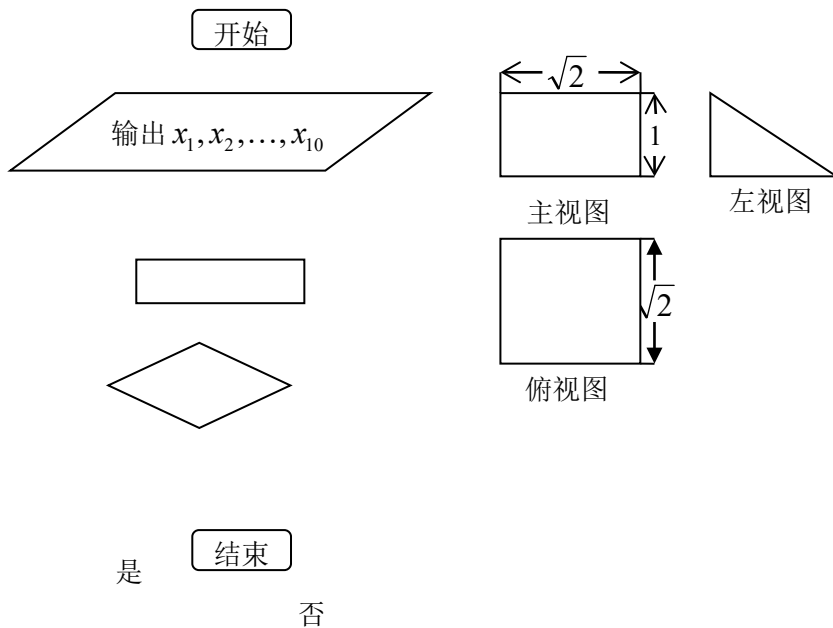 开始
输出 x₁, x₂, …, x₁₀
√2
1
主视图
左视图
√2
俯视图
结束
是
否